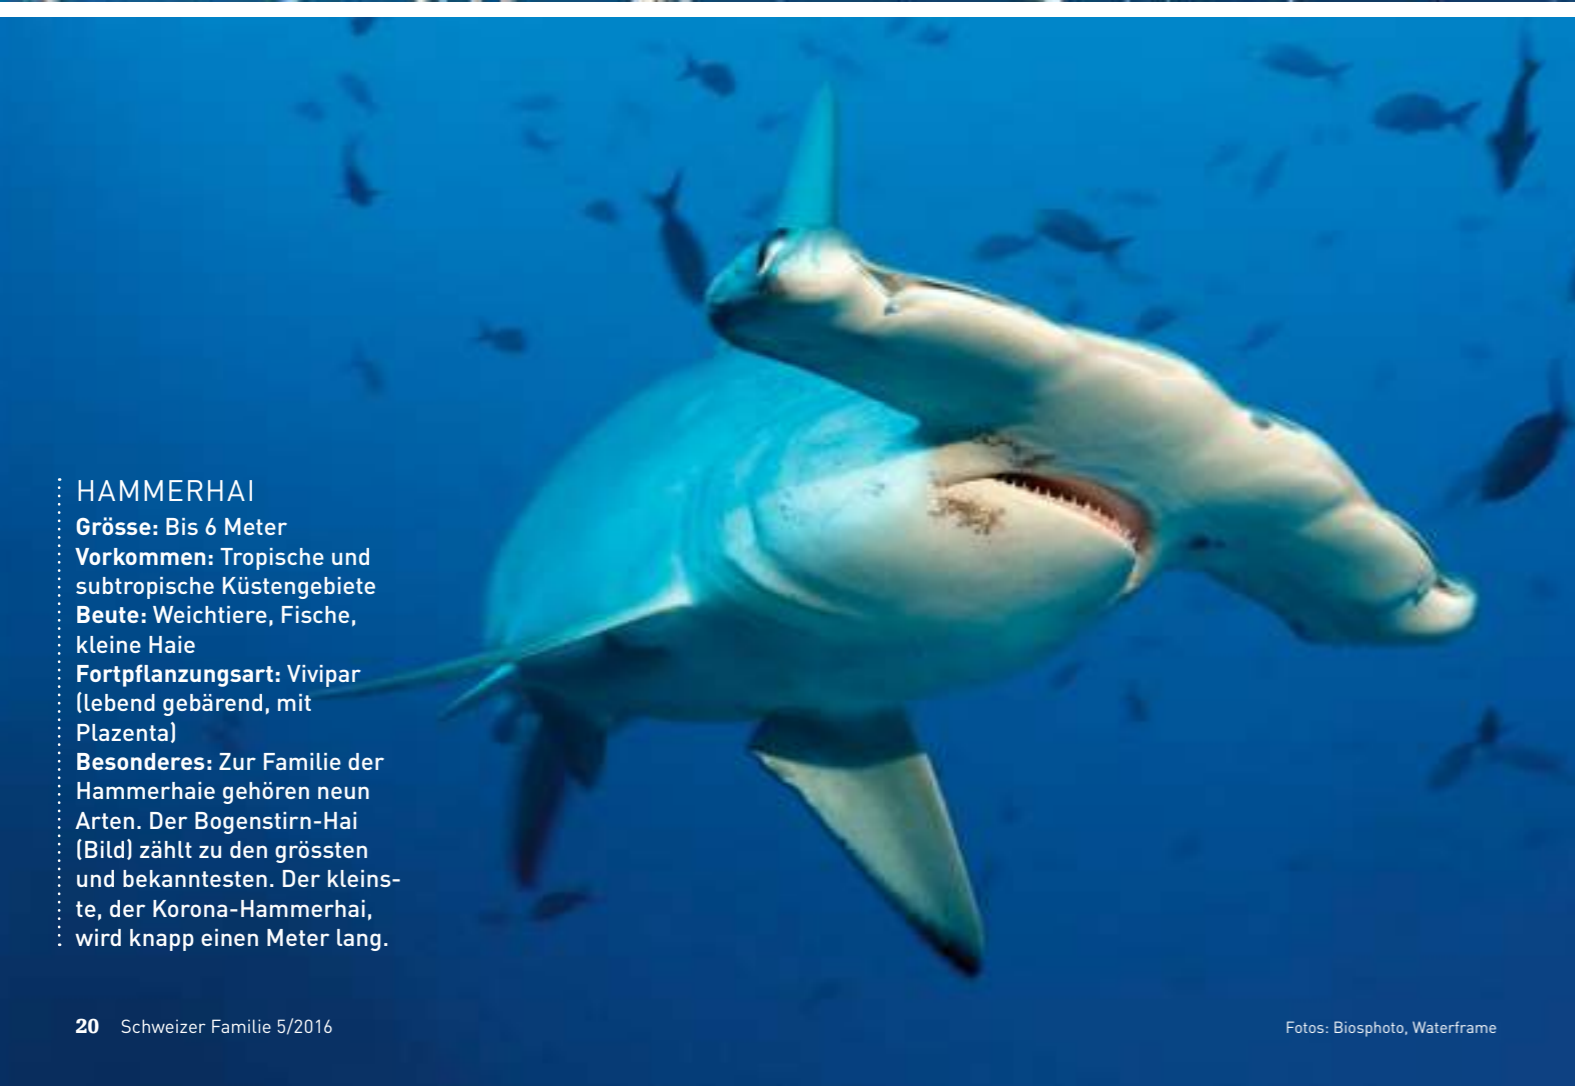 HAMMERHAI
Grösse: Bis 6 Meter
Vorkommen: Tropische und
subtropische Küstengebiete
Beute: Weichtiere, Fische,
kleine Haie
Fortpflanzungsart: Vivipar
(lebend gebärend, mit
Plazenta)
Besonderes: Zur Familie der
Hammerhaie gehören neun
Arten. Der Bogenstirn-Hai
(Bild) zählt zu den grössten
und bekanntesten. Der kleins-
te, der Korona-Hammerhai,
wird knapp einen Meter lang.
20 Schweizer Familie 5/2016
Fotos: Biosphoto, Waterframe